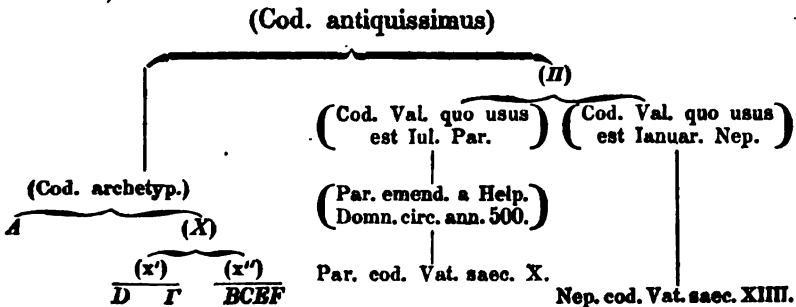 (Cod. antiquissimus)
(Π)
(Cod. Val. quo usus
est Iul. Par.)
(Cod. Val. quo usus
est Ianuar. Nep.)
(Cod. archetyp.)
(Par. emend. a Help.
Domn. circ. ann. 500.)
A
(X)
(x')
(x'')
Par. cod. Vat. saec. X.
D Γ
BCEF
Nep. cod. Vat. saec. XIIII.